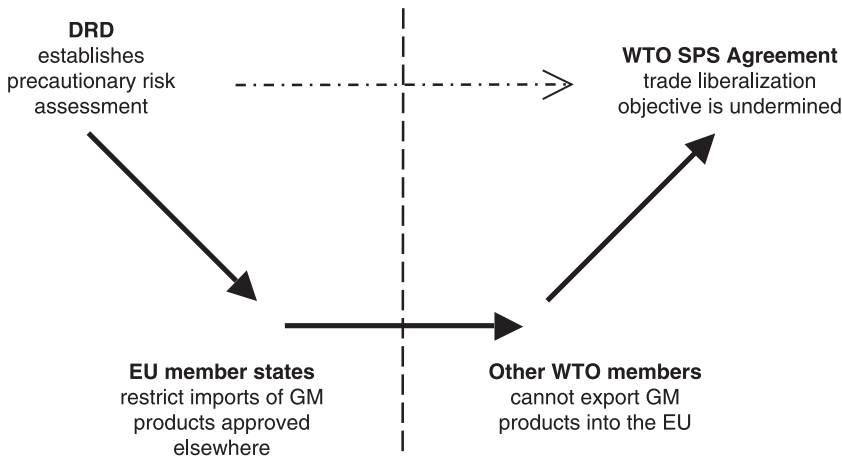 DRD
establishes
precautionary risk
assessment
WTO SPS Agreement
trade liberalization
objective is undermined
EU member states
restrict imports of GM
products approved
elsewhere
Other WTO members
cannot export GM
products into the EU